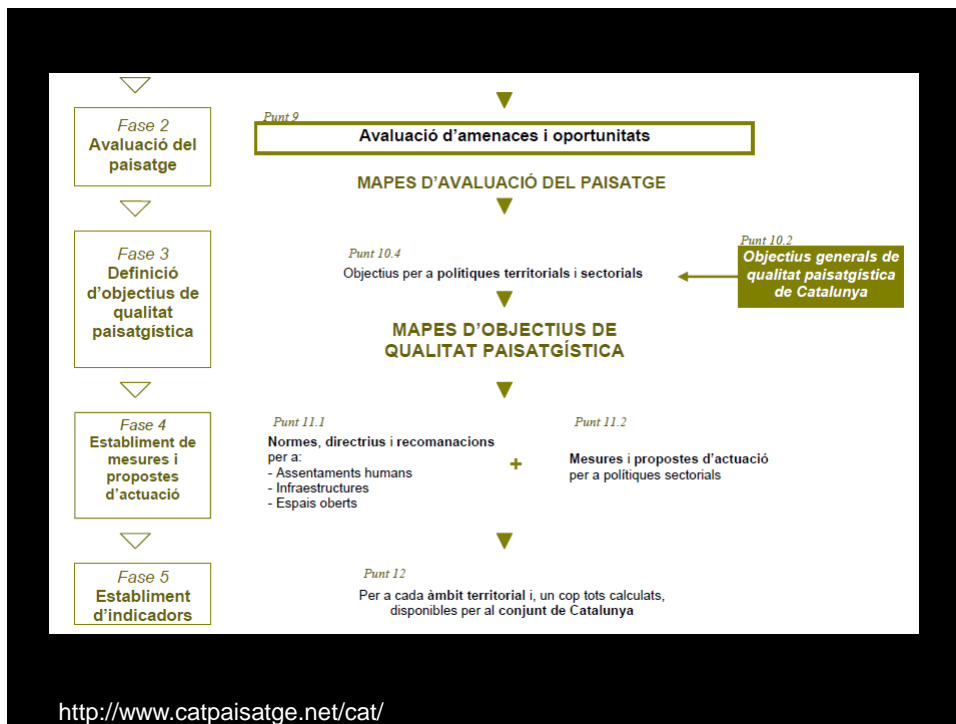 Fase 2
Avaluació del
paisatge
Punt 9
Avaluació d'amenaces i oportunitats
MAPES D'AVALUACIÓ DEL PAISATGE
Fase 3
Definició
d'objectius de
qualitat
paisatgística
Punt 10.4
Objectius per a polítiques territorials i sectorials
Punt 10.2
Objectius generals de
qualitat paisatgística
de Catalunya
MAPES D'OBJECTIUS DE
QUALITAT PAISATGÍSTICA
Fase 4
Establiment de
mesures i
propostes
d'actuació
Punt 11.1
Normes, directrius i recomanacions
per a:
- Assentaments humans
- Infraestructures
- Espais oberts
+
Punt 11.2
Mesures i propostes d'actuació
per a polítiques sectorials
Fase 5
Establiment
d'indicadors
Punt 12
Per a cada àmbit territorial i, un cop tots calculats,
disponibles per al conjunt de Catalunya
http://www.catpaisatge.net/cat/